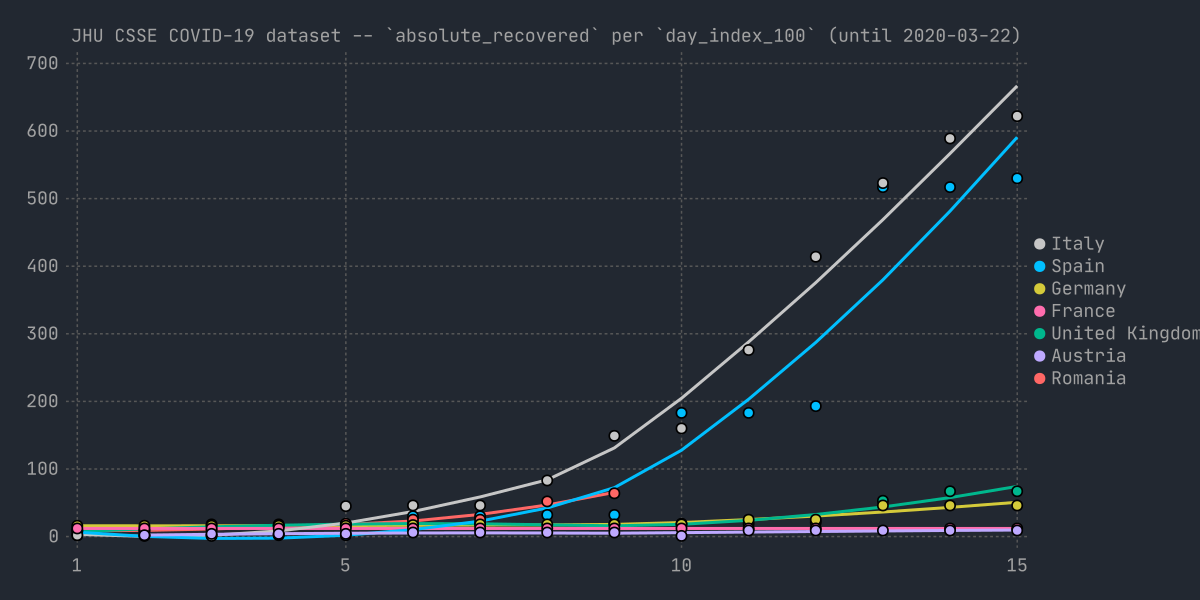 JHU CSSE COVID-19 dataset -- `absolute_recovered` per `day_index_100` (until 2020-03-22)
700
600
500
400
300
200
100
0
1 5 10 15
Italy
Spain
Germany
France
United Kingdom
Austria
Romania